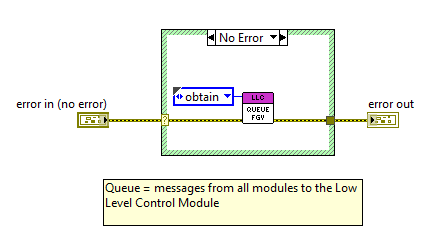 No Error
obtain
LLC
QUEUE
FGV
error in (no error)
?
error out
Queue = messages from all modules to the Low
Level Control Module